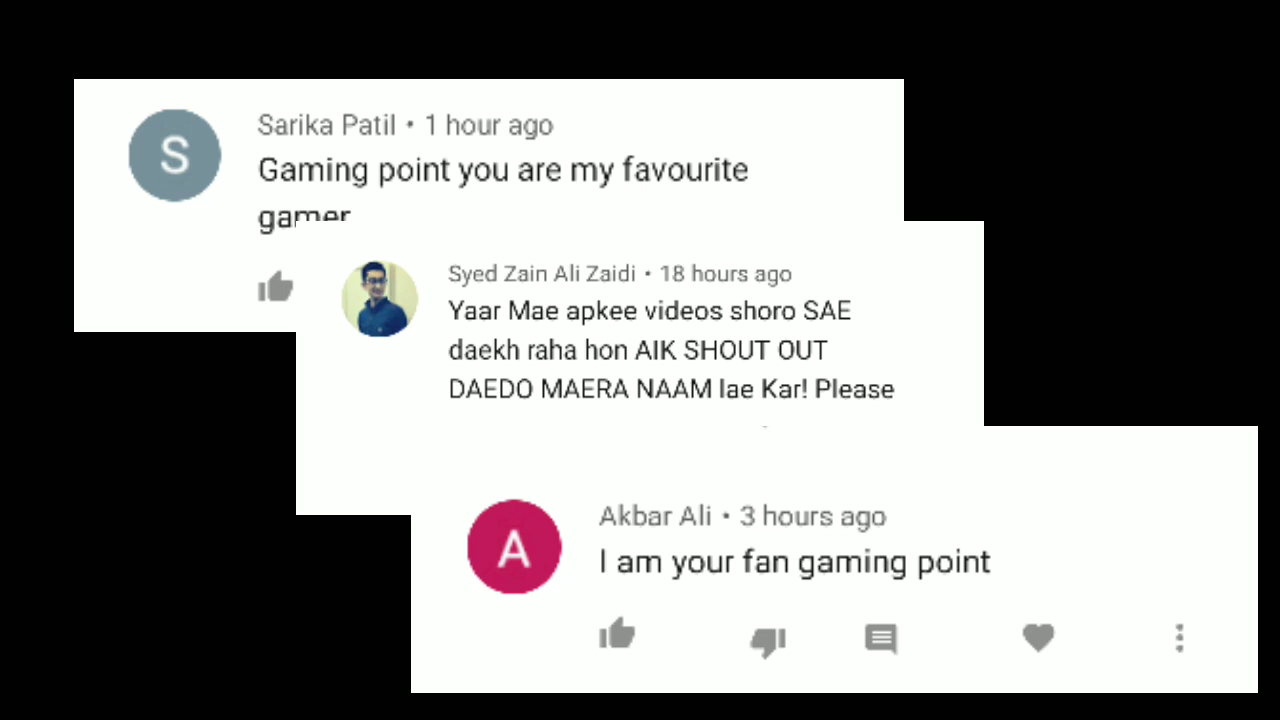 S
Sarika Patil • 1 hour ago
Gaming point you are my favourite
gamer
Syed Zain Ali Zaidi • 18 hours ago
Yaar Mae apkee videos shoro SAE
daekh raha hon AIK SHOUT OUT
DAEDO MAERA NAAM lae Kar! Please
A
Akbar Ali • 3 hours ago
I am your fan gaming point